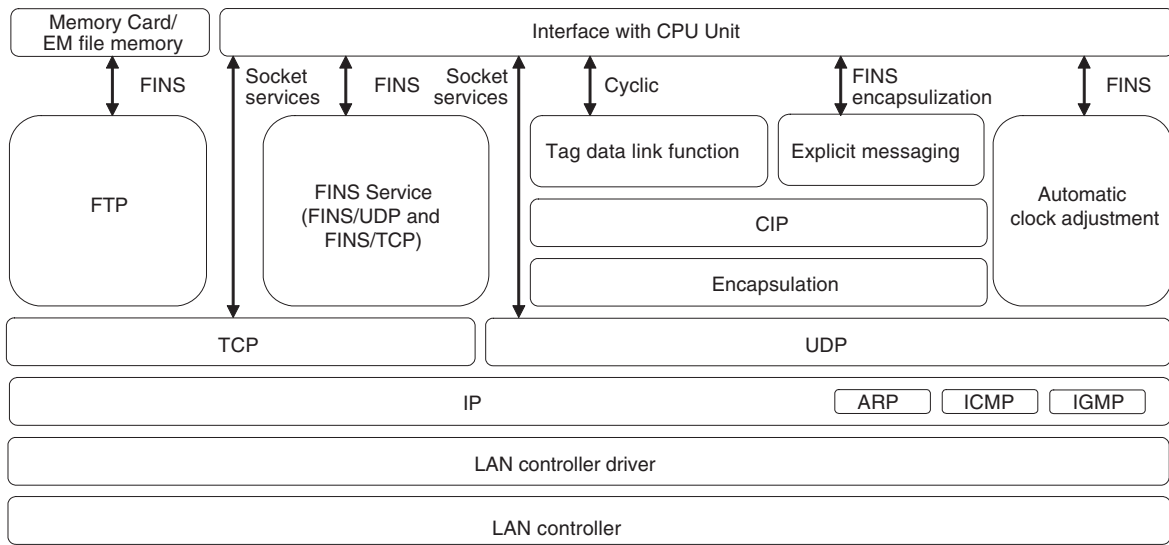 Memory Card/
EM file memory
Interface with CPU Unit
FINS
Socket
services
FINS
Socket
services
Cyclic
FINS
encapsulization
FINS
FTP
FINS Service
(FINS/UDP and
FINS/TCP)
Tag data link function
Explicit messaging
CIP
Encapsulation
Automatic
clock adjustment
TCP
UDP
IP
ARP
ICMP
IGMP
LAN controller driver
LAN controller